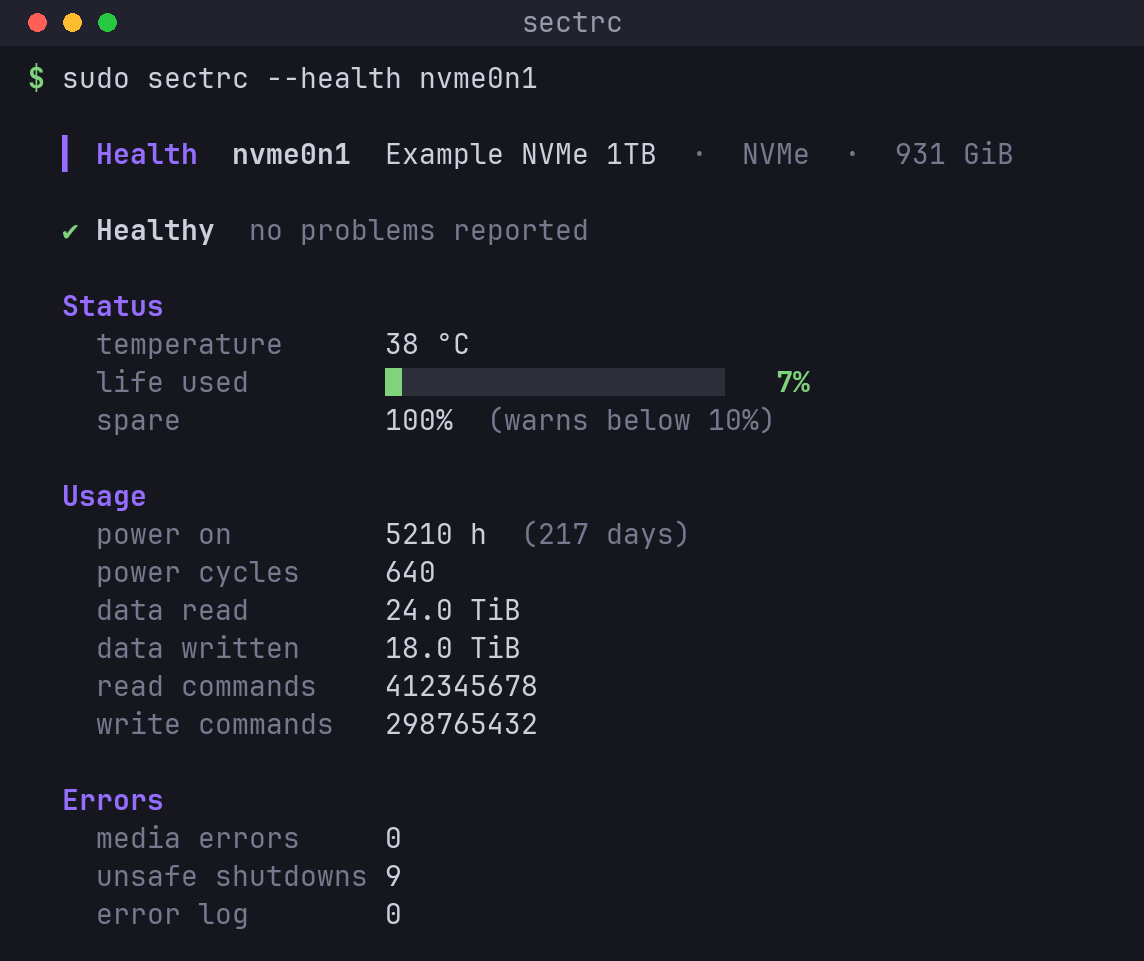 sectrc
$ sudo sectrc --health nvme0n1
Health nvme0n1 Example NVMe 1TB · NVMe · 931 GiB
✔ Healthy no problems reported
Status
temperature 38 °C
life used 7%
spare 100% (warns below 10%)
Usage
power on 5210 h (217 days)
power cycles 640
data read 24.0 TiB
data written 18.0 TiB
read commands 412345678
write commands 298765432
Errors
media errors 0
unsafe shutdowns 9
error log 0